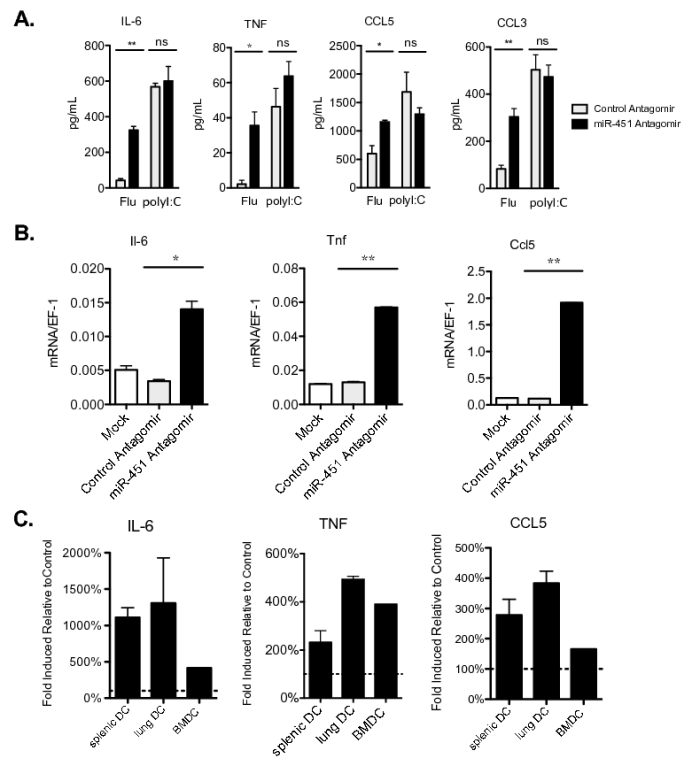 A.
IL-6
TNF
CCL5
CCL3
pg/mL
800
600
400
200
0
**
ns
Flu
polyI:C
pg/mL
100
80
60
40
20
0
*
ns
Flu
polyI:C
pg/mL
2500
2000
1500
1000
500
0
*
ns
Flu
polyI:C
pg/mL
600
400
200
0
**
ns
Flu
polyI:C
Control Antagomir
miR-451 Antagomir
B.
Il-6
Tnf
Ccl5
mRNA/EF-1
0.020
0.015
0.010
0.005
0.000
*
Mock
Control Antagomir
miR-451 Antagomir
mRNA/EF-1
0.08
0.06
0.04
0.02
0.00
**
Mock
Control Antagomir
miR-451 Antagomir
mRNA/EF-1
2.5
2.0
1.5
1.0
0.5
0.0
**
Mock
Control Antagomir
miR-451 Antagomir
C.
IL-6
TNF
CCL5
Fold Induced Relative toControl
2000%
1500%
1000%
500%
0%
splenic DC
lung DC
BMDC
Fold Induced Relative to Control
600%
400%
200%
0%
splenic DC
lung DC
BMDC
Fold Induced Relative to Control
500%
400%
300%
200%
100%
0%
splenic DC
lung DC
BMDC